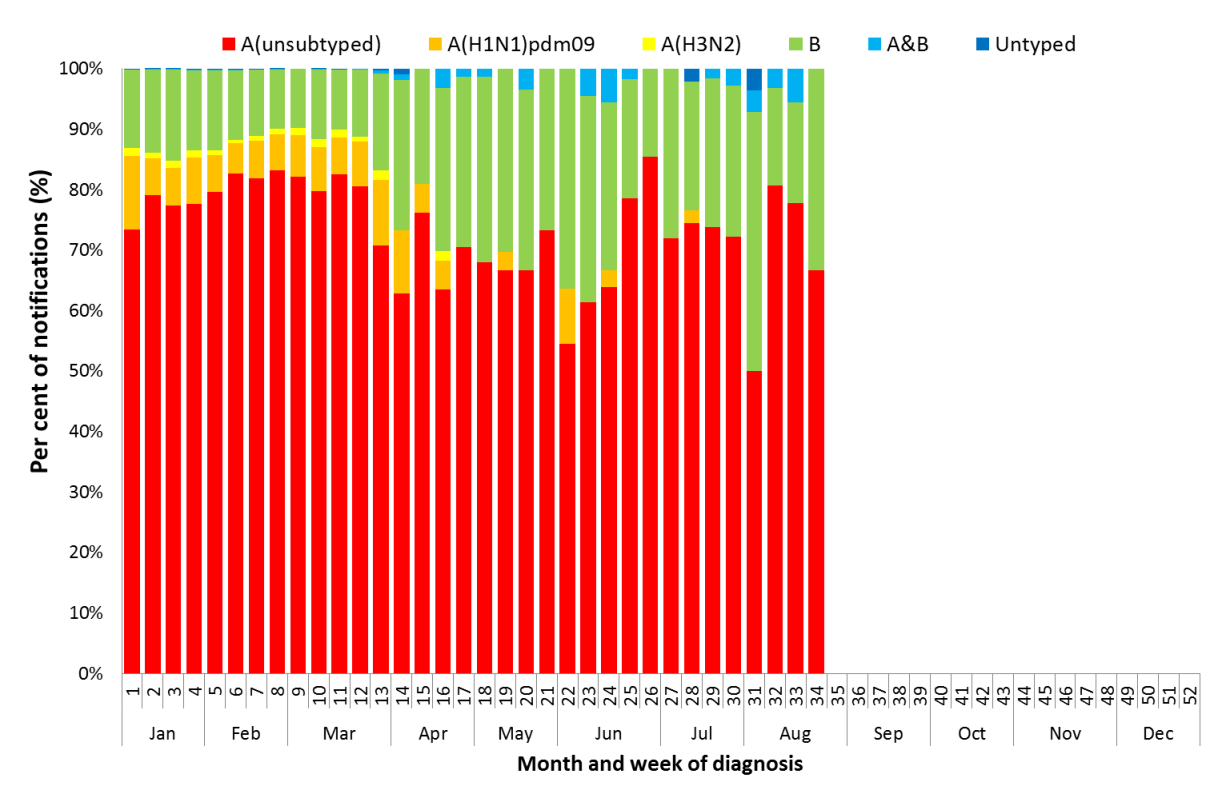 A(unsubtyped) A(H1N1)pdm09 A(H3N2) B A&B Untyped
100%
90%
80%
70%
60%
50%
40%
30%
20%
10%
0%
Per cent of notifications (%)
1 2 3 4 5 6 7 8 9 10 11 12 13 14 15 16 17 18 19 20 21 22 23 24 25 26 27 28 29 30 31 32 33 34 35 36 37 38 39 40 41 42 43 44 45 46 47 48 49 50 51 52
Jan Feb Mar Apr May Jun Jul Aug Sep Oct Nov Dec
Month and week of diagnosis